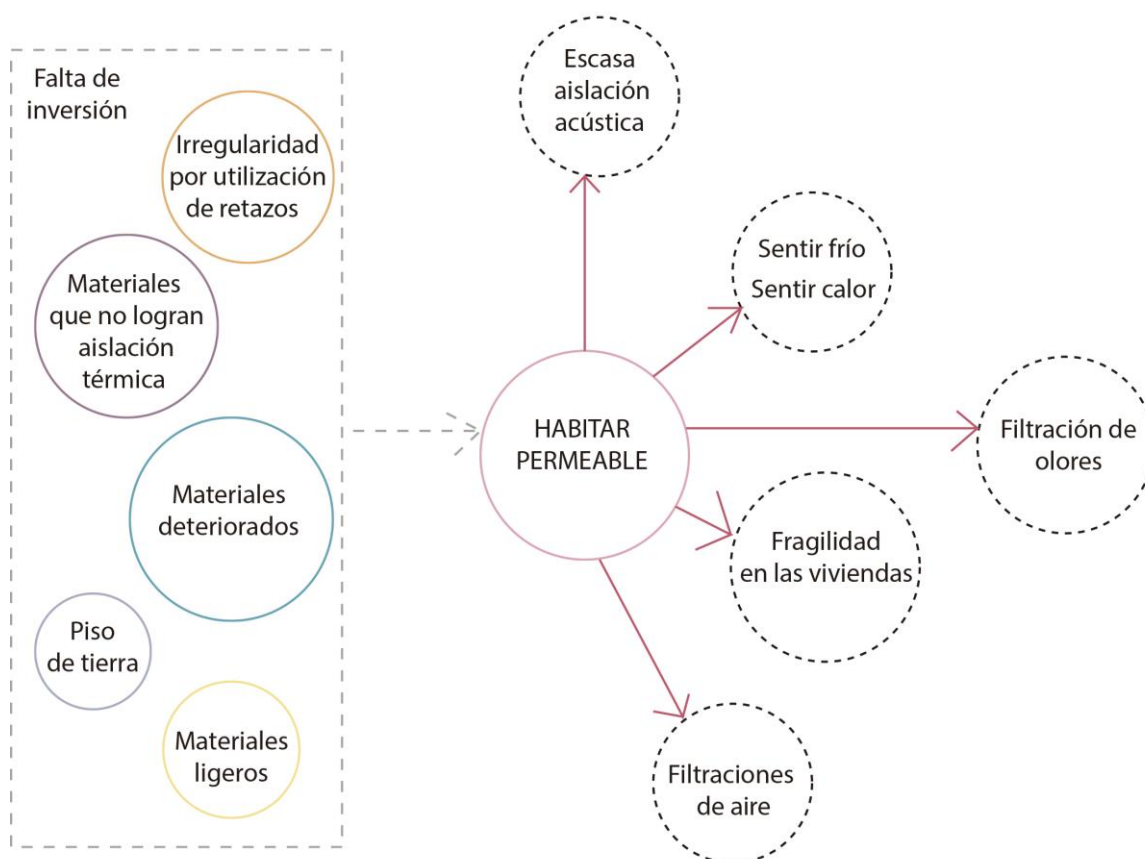 Falta de
inversión
Irregularidad
por utilización
de retazos
Materiales
que no logran
aislación
térmica
Materiales
deteriorados
Piso
de tierra
Materiales
ligeros
HABITAR
PERMEABLE
Escasa
aislación
acústica
Sentir frío
Sentir calor
Filtración de
olores
Fragilidad
en las viviendas
Filtraciones
de aire